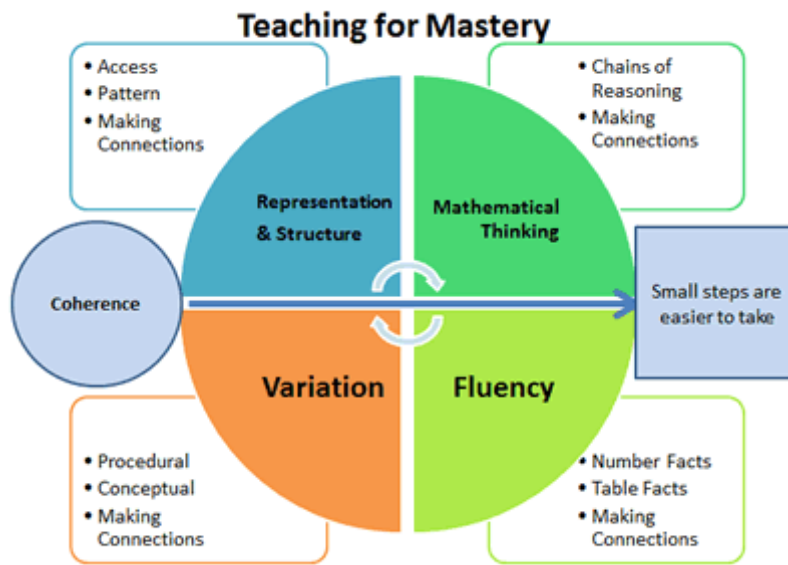 Teaching for Mastery
• Access
• Pattern
• Making
Connections
• Chains of
Reasoning
• Making
Connections
Representation
& Structure
Mathematical
Thinking
Coherence
Small steps are
easier to take
Variation
Fluency
• Procedural
• Conceptual
• Making
Connections
• Number Facts
• Table Facts
• Making
Connections